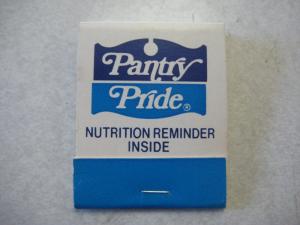 Pantry
Pride®
NUTRITION REMINDER
INSIDE